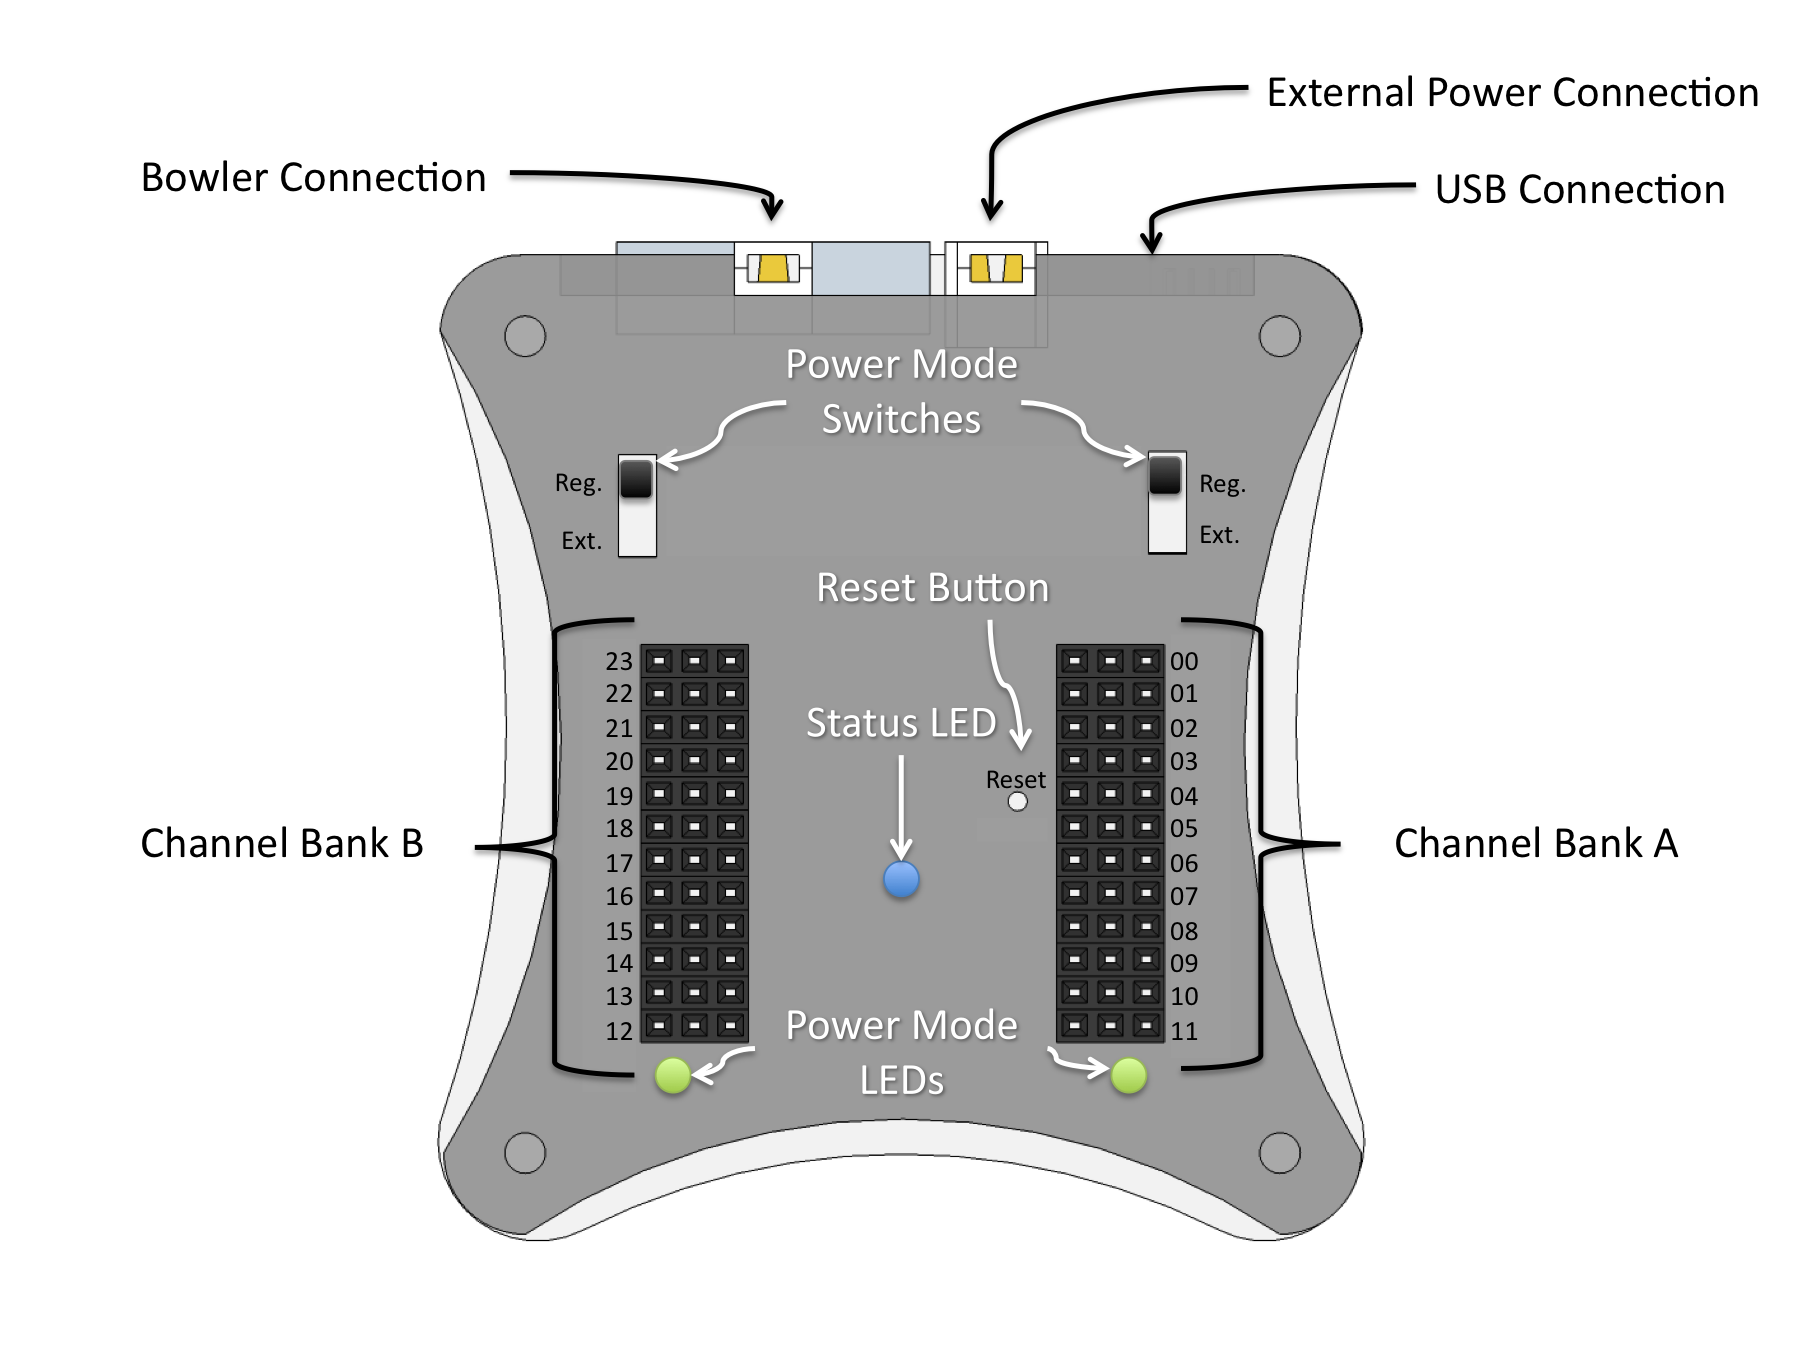 External Power Connection
Bowler Connection
USB Connection
Power Mode
Switches
Reg.
Ext.
Reg.
Ext.
Reset Button
Status LED
Reset
Channel Bank B
23
22
21
20
19
18
17
16
15
14
13
12
00
01
02
03
04
05
06
07
08
09
10
11
Channel Bank A
Power Mode
LEDs